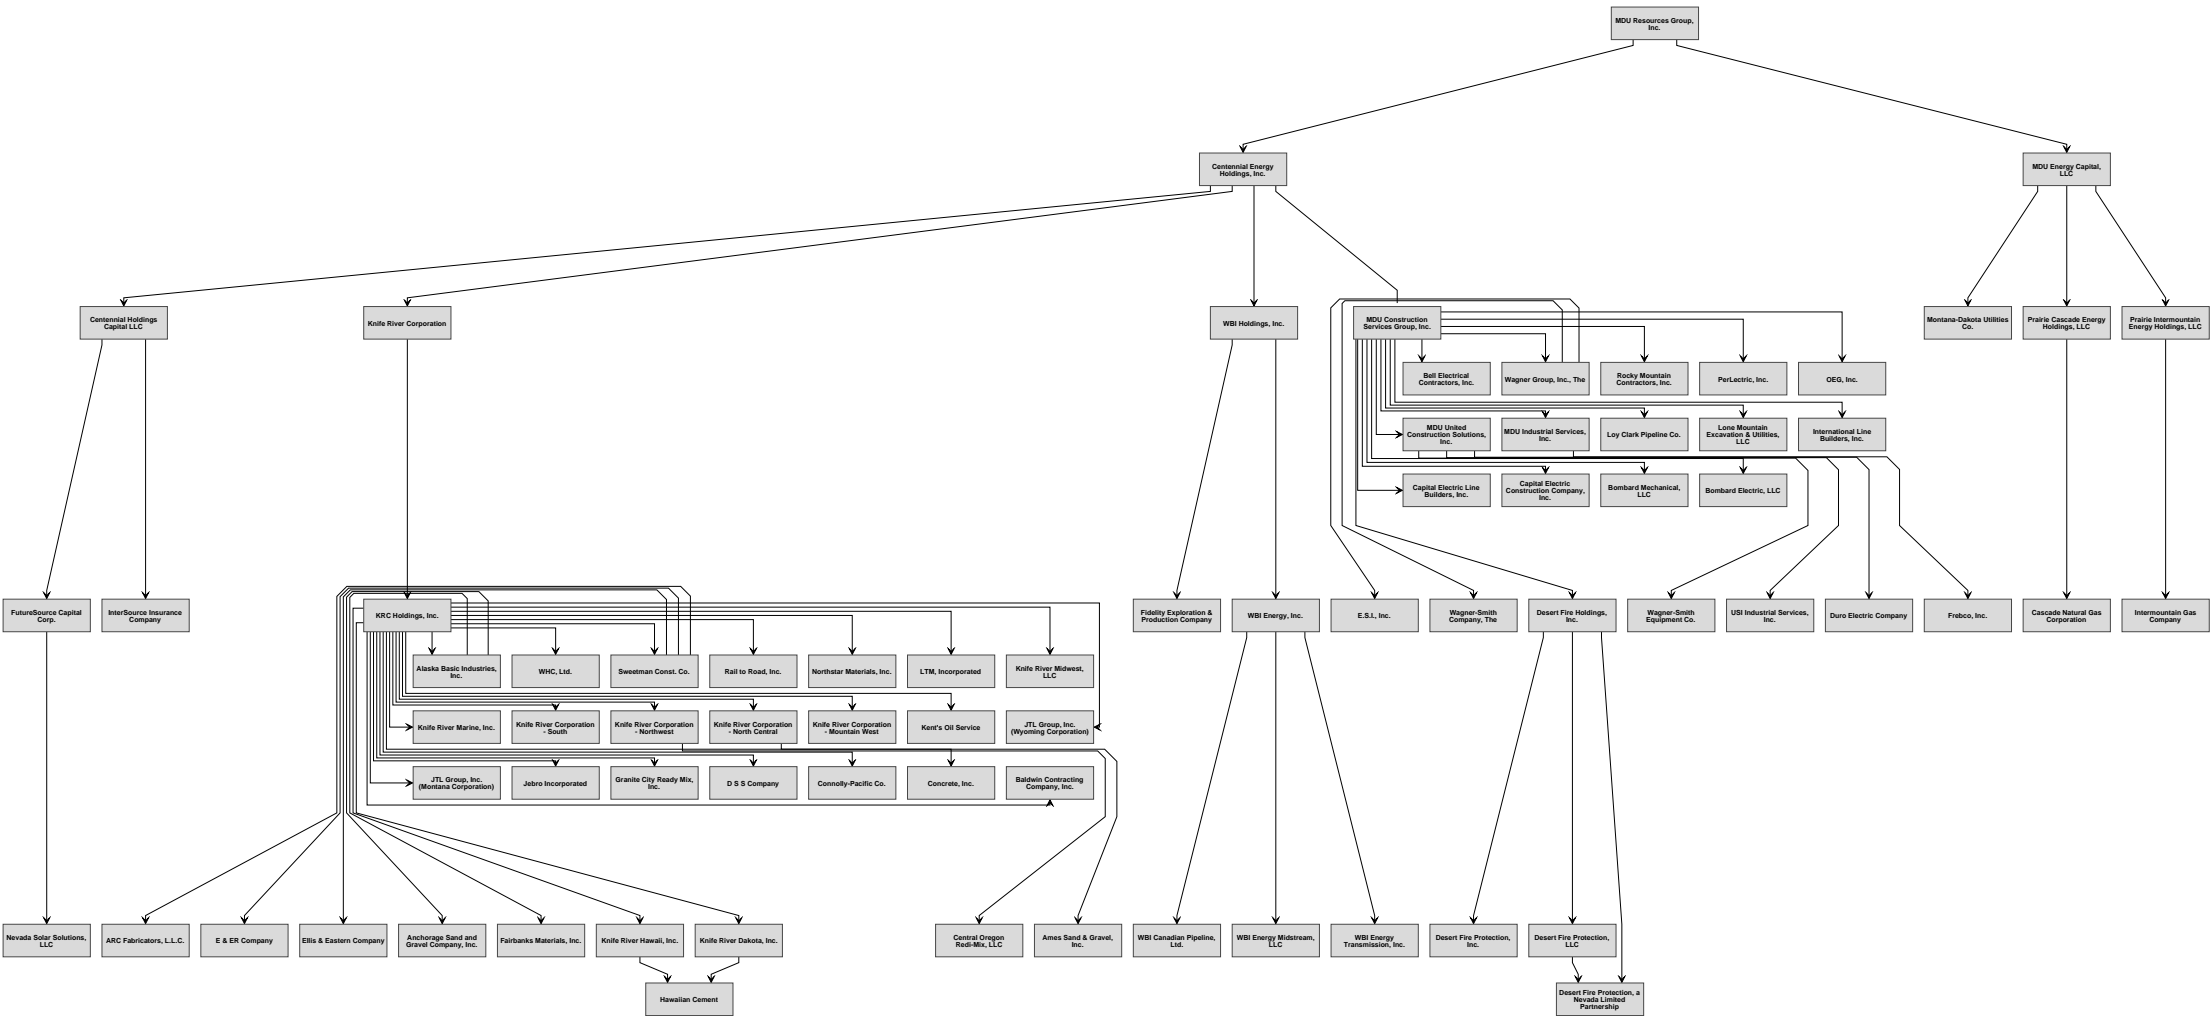 MDU Resources Group,
Inc.
Centennial Energy
Holdings, Inc.
MDU Energy Capital,
LLC
Centennial Holdings
Capital LLC
Knife River Corporation
WBI Holdings, Inc.
MDU Construction
Services Group, Inc.
Montana-Dakota Utilities
Co.
Prairie Cascade Energy
Holdings, LLC
Prairie Intermountain
Energy Holdings, LLC
Bell Electrical
Contractors, Inc.
Wagner Group, Inc., The
Rocky Mountain
Contractors, Inc.
PerLectric, Inc.
OEG, Inc.
MDU United
Construction Solutions,
Inc.
MDU Industrial Services,
Inc.
Loy Clark Pipeline Co.
Lone Mountain
Excavation & Utilities,
LLC
International Line
Builders, Inc.
Capital Electric Line
Builders, Inc.
Capital Electric
Construction Company,
Inc.
Bombard Mechanical,
LLC
Bombard Electric, LLC
FutureSource Capital
Corp.
InterSource Insurance
Company
KRC Holdings, Inc.
Fidelity Exploration &
Production Company
WBI Energy, Inc.
E.S.I., Inc.
Wagner-Smith
Company, The
Desert Fire Holdings,
Inc.
Wagner-Smith
Equipment Co.
USI Industrial Services,
Inc.
Duro Electric Company
Frebco, Inc.
Cascade Natural Gas
Corporation
Intermountain Gas
Company
Alaska Basic Industries,
Inc.
WHC, Ltd.
Sweetman Const. Co.
Rail to Road, Inc.
Northstar Materials, Inc.
LTM, Incorporated
Knife River Midwest,
LLC
Knife River Marine, Inc.
Knife River Corporation
- South
Knife River Corporation
- Northwest
Knife River Corporation
- North Central
Knife River Corporation
- Mountain West
Kent's Oil Service
JTL Group, Inc.
(Wyoming Corporation)
JTL Group, Inc.
(Montana Corporation)
Jebro Incorporated
Granite City Ready Mix,
Inc.
D S S Company
Connolly-Pacific Co.
Concrete, Inc.
Baldwin Contracting
Company, Inc.
Nevada Solar Solutions,
LLC
ARC Fabricators, L.L.C.
E & ER Company
Ellis & Eastern Company
Anchorage Sand and
Gravel Company, Inc.
Fairbanks Materials, Inc.
Knife River Hawaii, Inc.
Knife River Dakota, Inc.
Central Oregon
Redi-Mix, LLC
Ames Sand & Gravel,
Inc.
WBI Canadian Pipeline,
Ltd.
WBI Energy Midstream,
LLC
WBI Energy
Transmission, Inc.
Desert Fire Protection,
Inc.
Desert Fire Protection,
LLC
Hawaiian Cement
Desert Fire Protection, a
Nevada Limited
Partnership